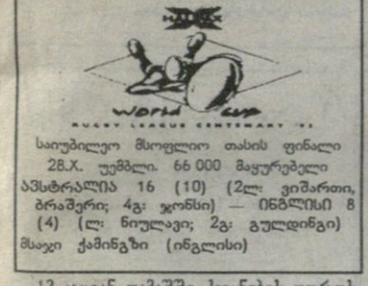 HALIFAX
world cup
RUGBY LEAGUE CENTENARY '95
საიუბილეო მსოფლიო თასის ფინალი
28.X. უემბლი. 66 000 მაყურებელი
ავსტრალია 16 (10) (2ლ: ვიშართი,
ბრაშერი; 4გ: ჯონსი) — ინგლისი 8
(4) (ლ: ნიულავი; 2გ: გულდინგი)
მსაჯი ქამინგზი (ინგლისი)